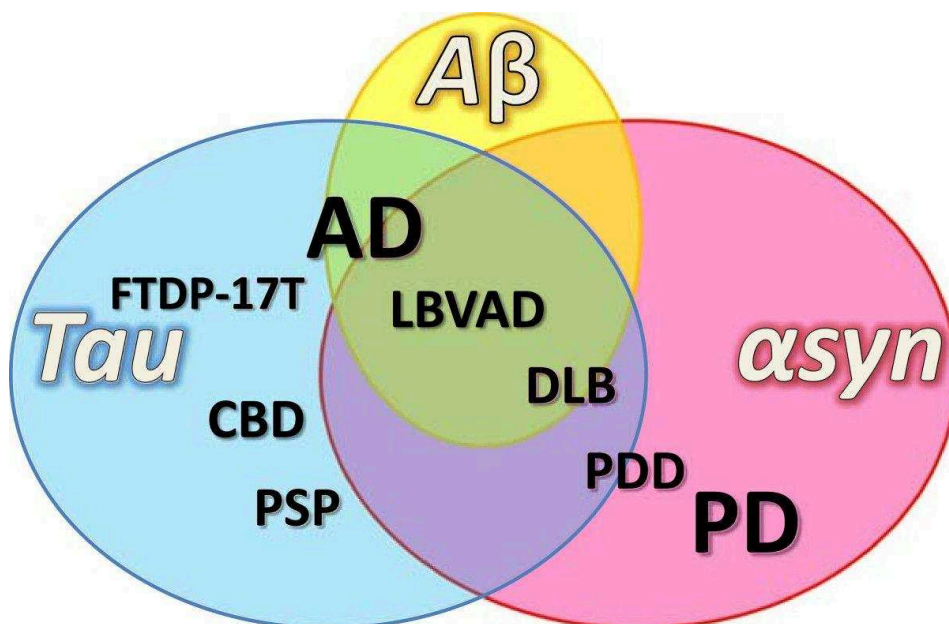 Aβ
AD
FTDP-17T
LBVAD
Tau
αsyn
DLB
CBD
PDD
PSP
PD